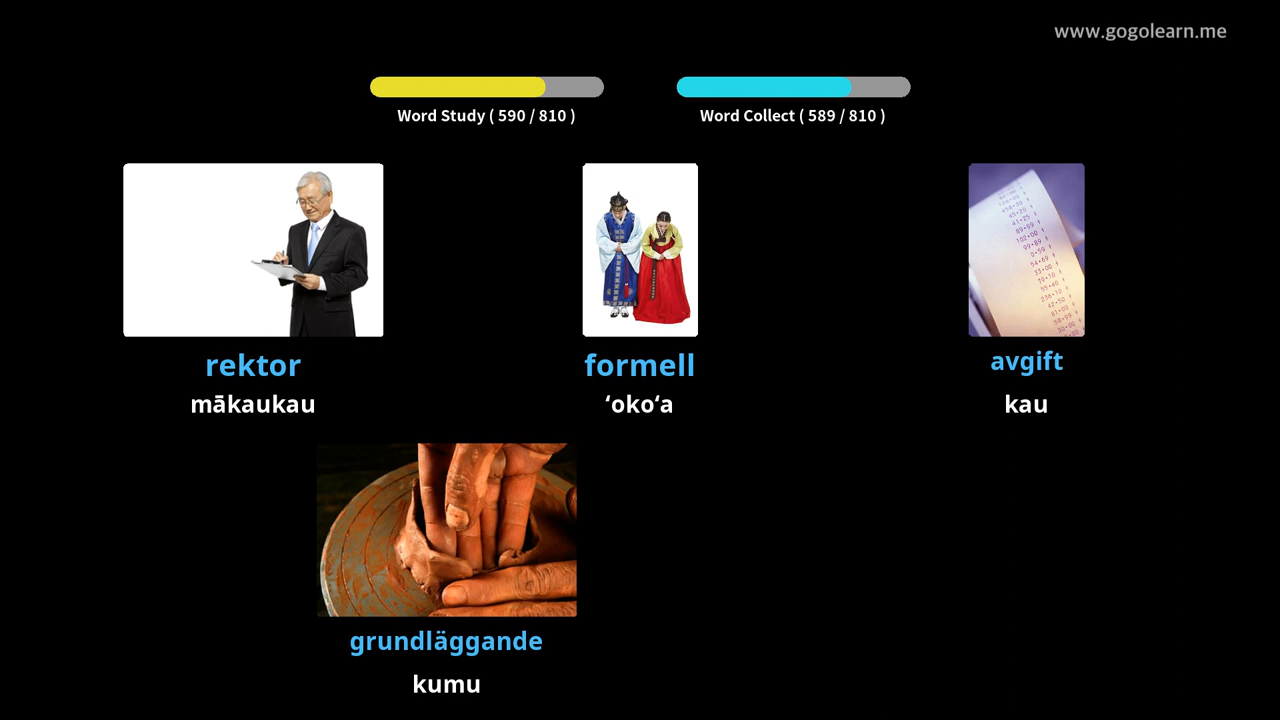 www.gogolearn.me
Word Study ( 590 / 810 )
Word Collect ( 589 / 810 )
rektor
mākaukau
formell
ʻokoʻa
avgift
kau
grundläggande
kumu